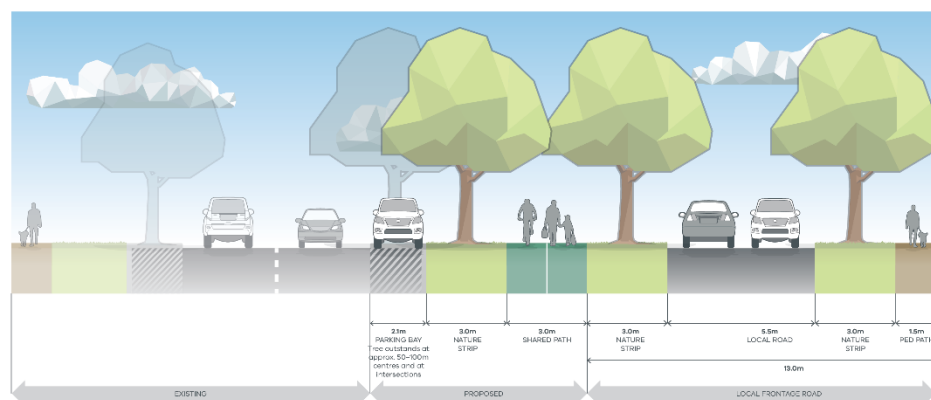 2.1m
PARKING BAY
Tree outstands at
approx. 50-100m
centres and at
intersections
3.0m
NATURE
STRIP
3.0m
SHARED PATH
3.0m
NATURE
STRIP
5.5m
LOCAL ROAD
3.0m
NATURE
STRIP
1.5m
PED PATH
13.0m
EXISTING
PROPOSED
LOCAL FRONTAGE ROAD